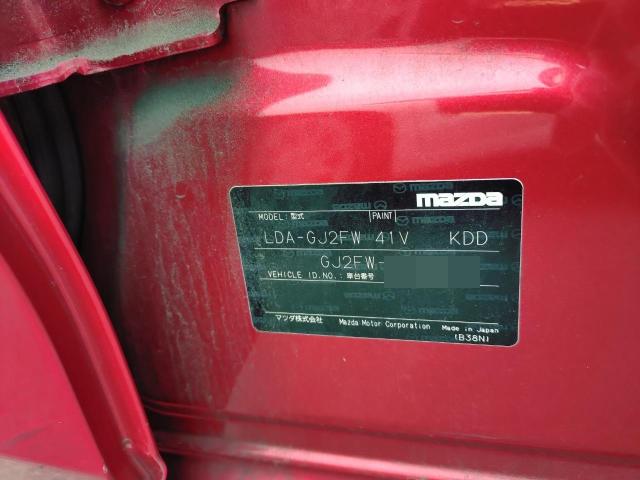 mazda
MODEL: 型式 PAINT
LDA-GJ2FW 41V KDD
GJ2FW-
VEHICLE ID.NO.: 車台番号
マツダ株式会社 Mazda Motor Corporation Made in Japan
(B38N)